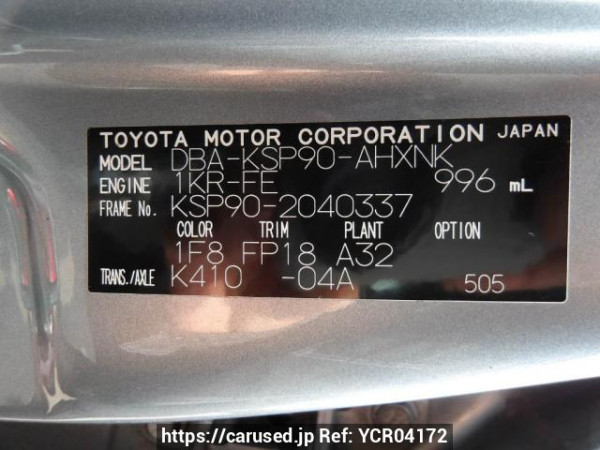 TOYOTA MOTOR CORPORATION JAPAN
MODEL DBA-KSP90-AHXNK
ENGINE 1KR-FE 996 mL
FRAME No. KSP90-2040337
COLOR TRIM PLANT OPTION
1F8 FP18 A32
TRANS./AXLE K410 -04A 505
https://carused.jp Ref: YCR04172